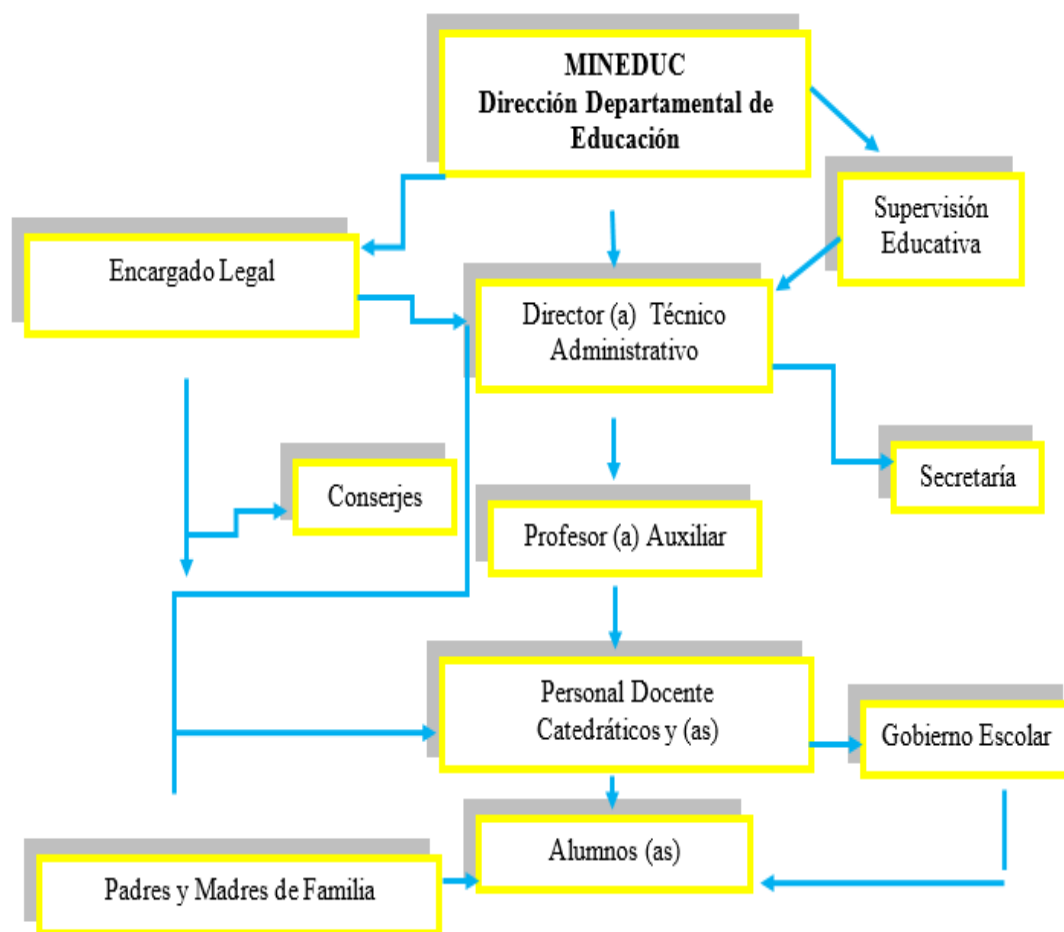 MINEDUC
Dirección Departamental de
Educación
Supervisión
Educativa
Encargado Legal
Director (a) Técnico
Administrativo
Secretaría
Conserjes
Profesor (a) Auxiliar
Personal Docente
Catedráticos y (as)
Gobierno Escolar
Alumnos (as)
Padres y Madres de Familia